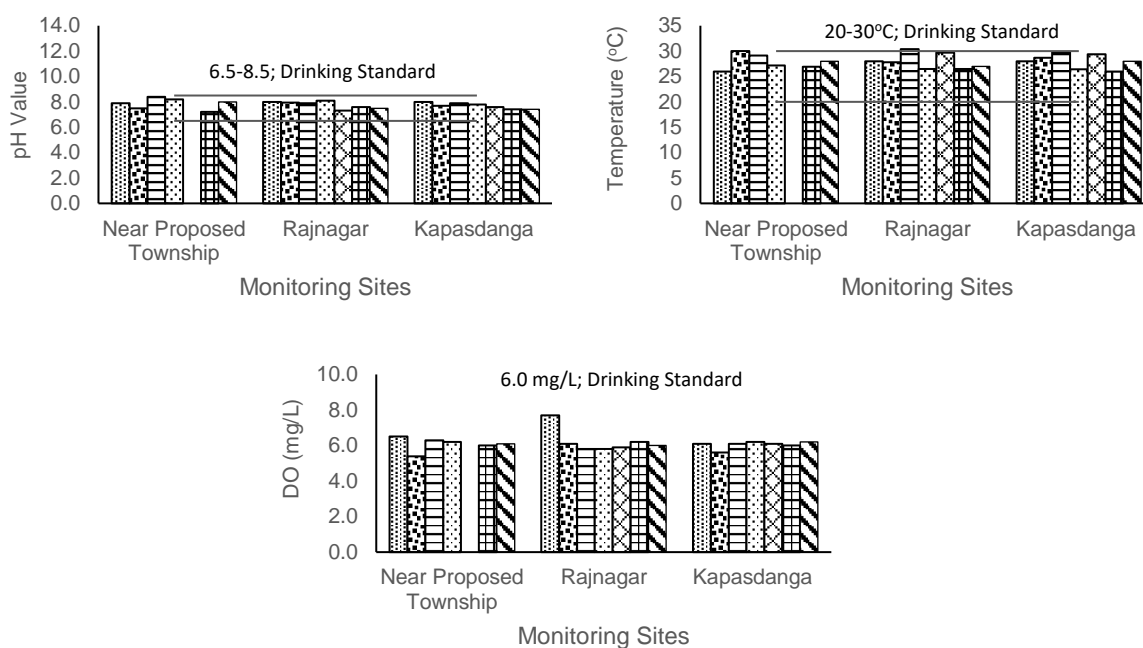 14.0
12.0
10.0
8.0
6.0
4.0
2.0
0.0
pH Value
6.5-8.5; Drinking Standard
Near Proposed
Township
Rajnagar
Kapasdanga
Monitoring Sites
35
30
25
20
15
10
5
0
Temperature (ºC)
20-30ºC; Drinking Standard
Near Proposed
Township
Rajnagar
Kapasdanga
Monitoring Sites
10.0
8.0
6.0
4.0
2.0
0.0
DO (mg/L)
6.0 mg/L; Drinking Standard
Near Proposed
Township
Rajnagar
Kapasdanga
Monitoring Sites